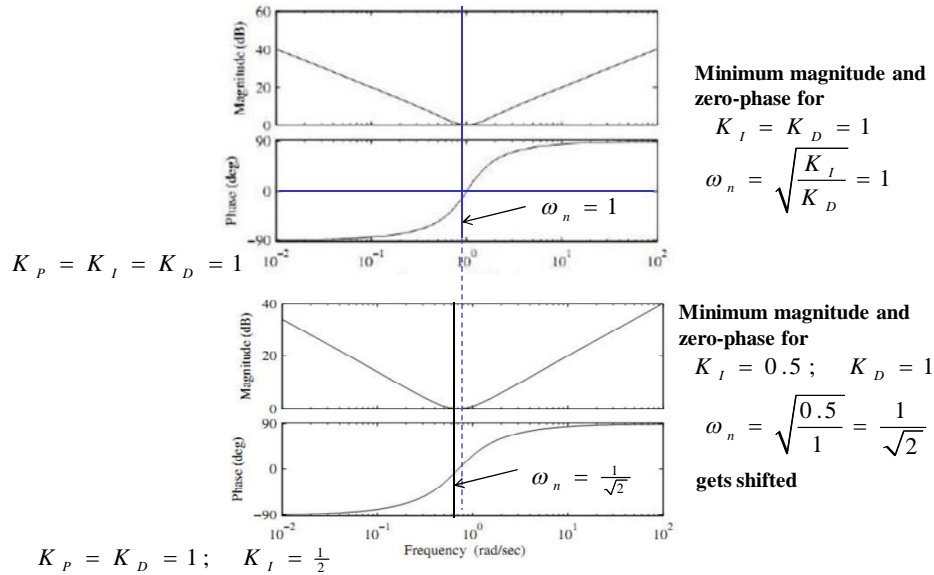 60
40
20
0
Magnitude (dB)
90
0
-90
Phase (deg)
ω_n = 1
10^-2
10^-1
10^0
10^1
10^2
Minimum magnitude and
zero-phase for
K_I = K_D = 1
ω_n = √(K_I / K_D) = 1
K_P = K_I = K_D = 1
40
20
0
Magnitude (dB)
90
0
-90
Phase (deg)
ω_n = 1/√2
10^-2
10^-1
10^0
10^1
10^2
Frequency (rad/sec)
Minimum magnitude and
zero-phase for
K_I = 0.5 ; K_D = 1
ω_n = √(0.5 / 1) = 1/√2
gets shifted
K_P = K_D = 1 ; K_I = 1/2